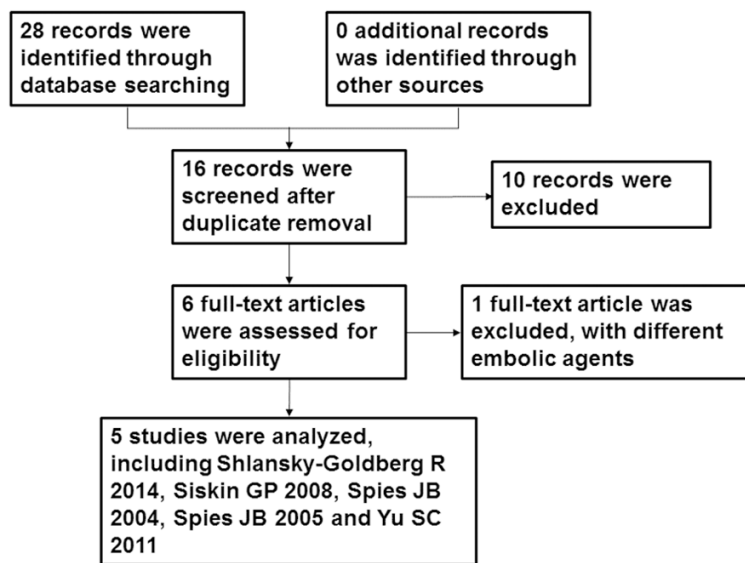 28 records were
identified through
database searching
0 additional records
was identified through
other sources
16 records were
screened after
duplicate removal
10 records were
excluded
6 full-text articles
were assessed for
eligibility
1 full-text article was
excluded, with different
embolic agents
5 studies were analyzed,
including Shlansky-Goldberg R
2014, Siskin GP 2008, Spies JB
2004, Spies JB 2005 and Yu SC
2011